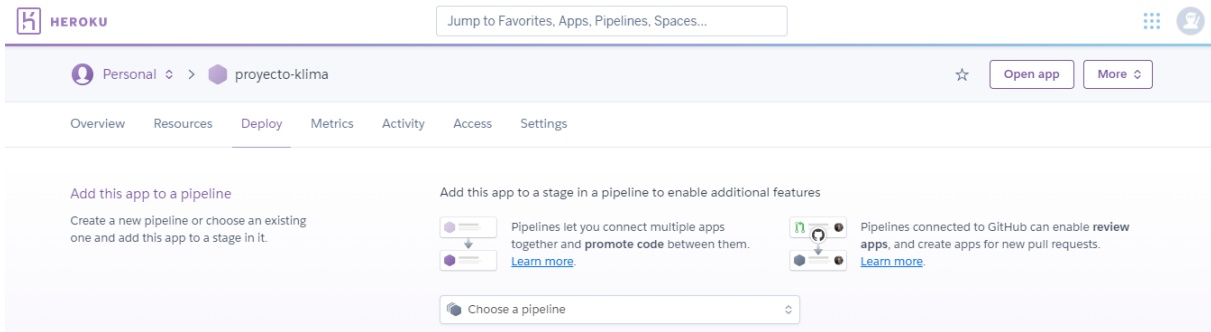 HEROKU
Jump to Favorites, Apps, Pipelines, Spaces...
Personal > proyecto-klima
Open app
More
Overview Resources Deploy Metrics Activity Access Settings
Add this app to a pipeline
Create a new pipeline or choose an existing
one and add this app to a stage in it.
Add this app to a stage in a pipeline to enable additional features
Pipelines let you connect multiple apps
together and promote code between them.
Learn more.
Pipelines connected to GitHub can enable review
apps, and create apps for new pull requests.
Learn more.
Choose a pipeline